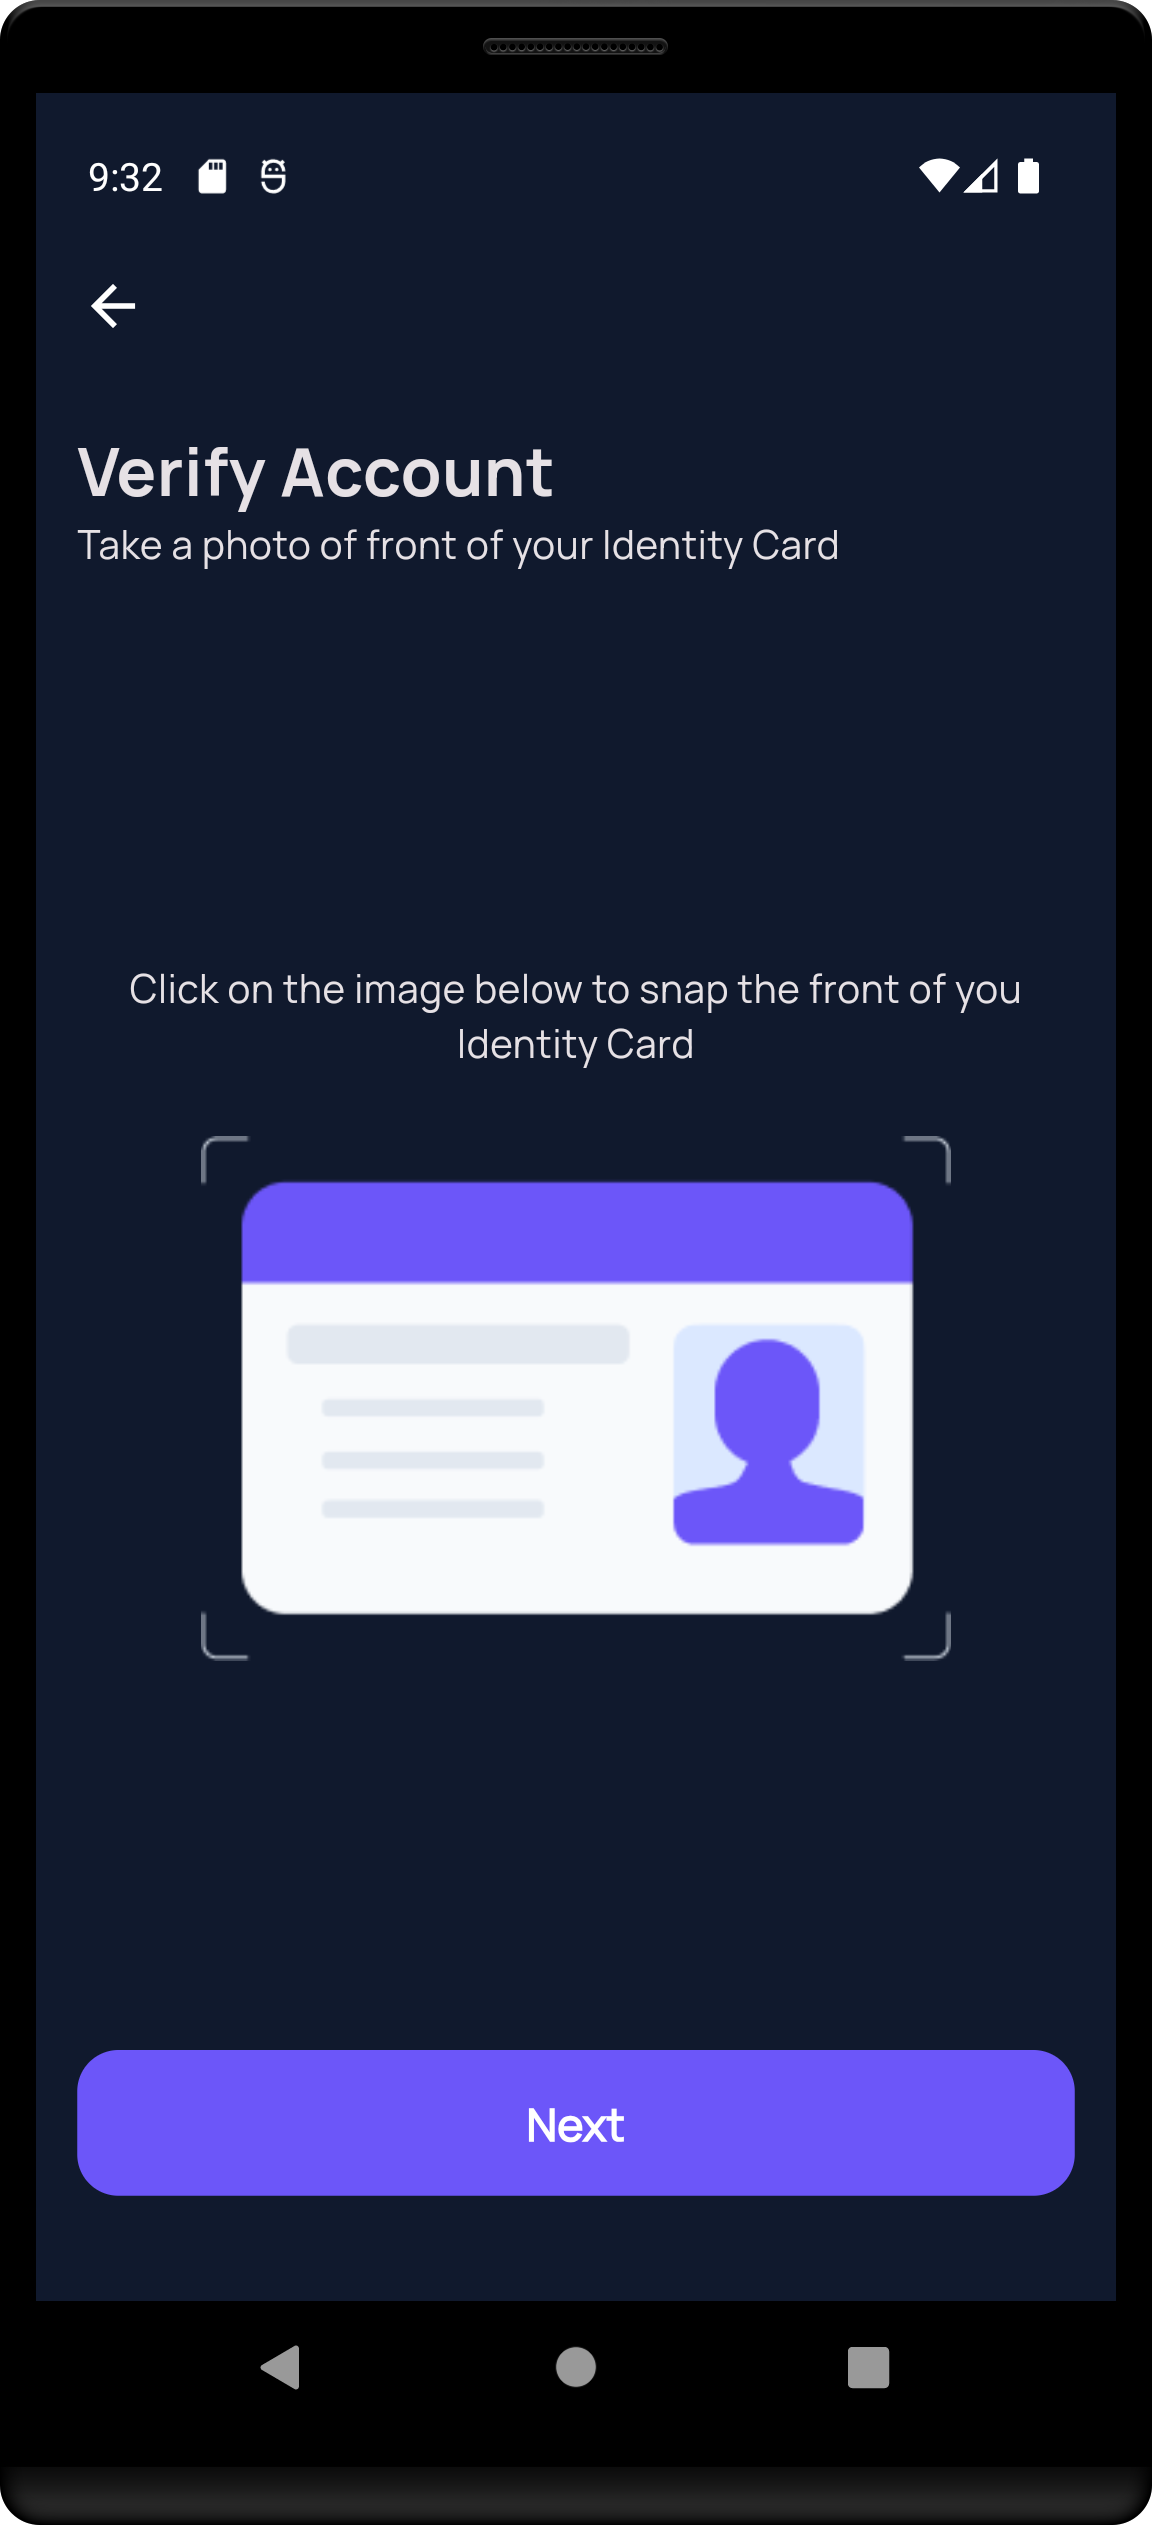 9:32
Verify Account
Take a photo of front of your Identity Card
Click on the image below to snap the front of you
Identity Card
Next